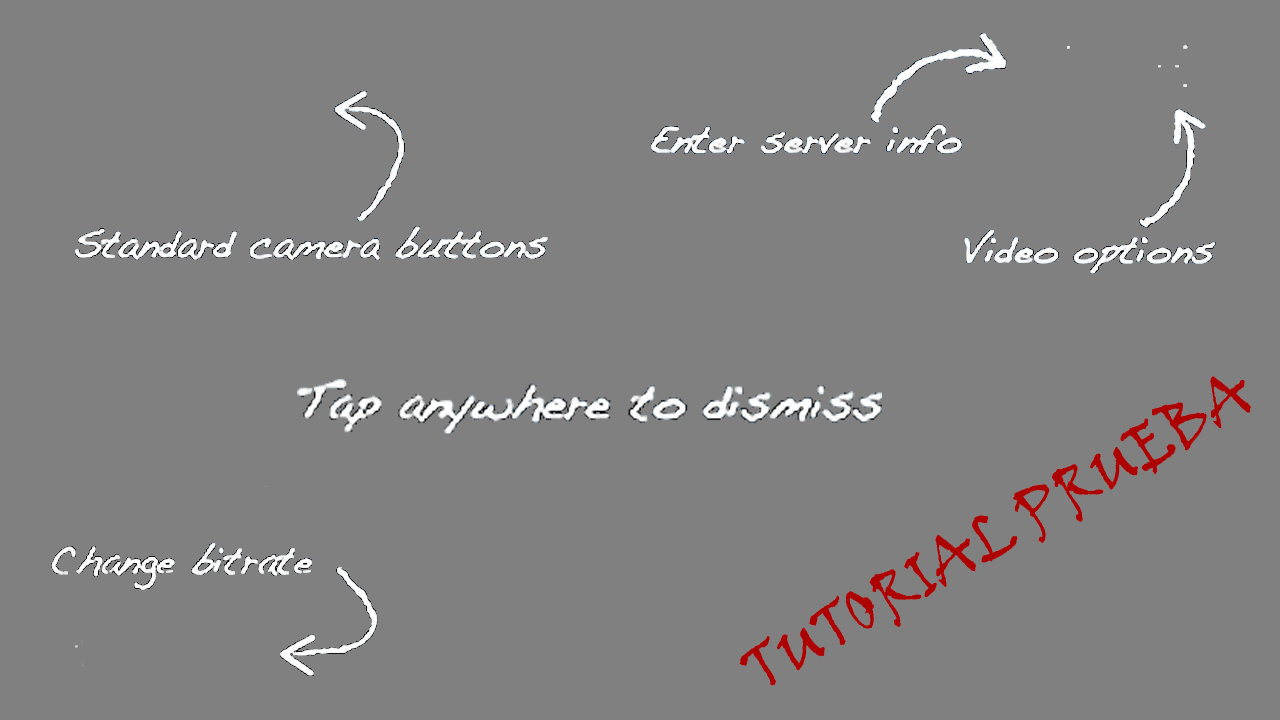 Enter server info
Standard camera buttons
Video options
Tap anywhere to dismiss
Change bitrate
TUTORIAL PRUEBA